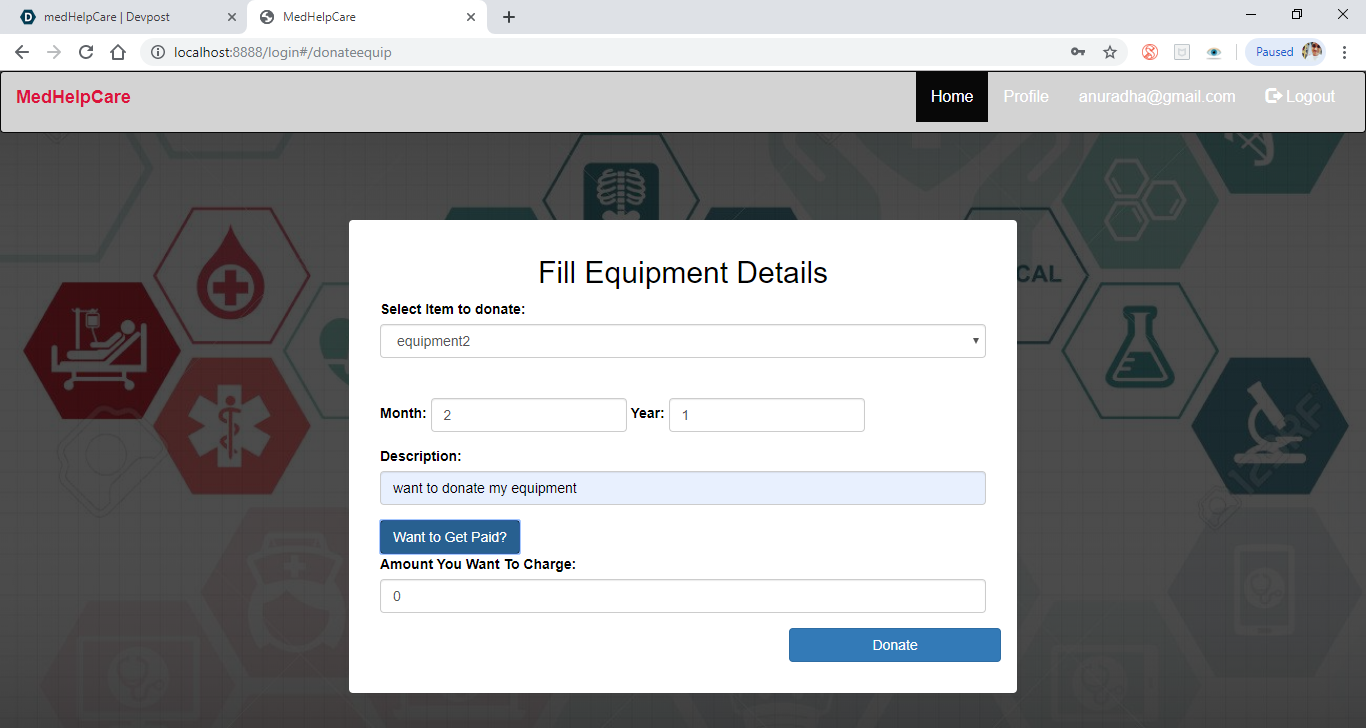 medHelpCare | Devpost
MedHelpCare
localhost:8888/login#/donateequip
Paused
MedHelpCare
Home
Profile
anuradha@gmail.com
Logout
CAL
Fill Equipment Details
Select Item to donate:
equipment2
Month: 2 Year: 1
Description:
want to donate my equipment
Want to Get Paid?
Amount You Want To Charge:
0
Donate
123RF